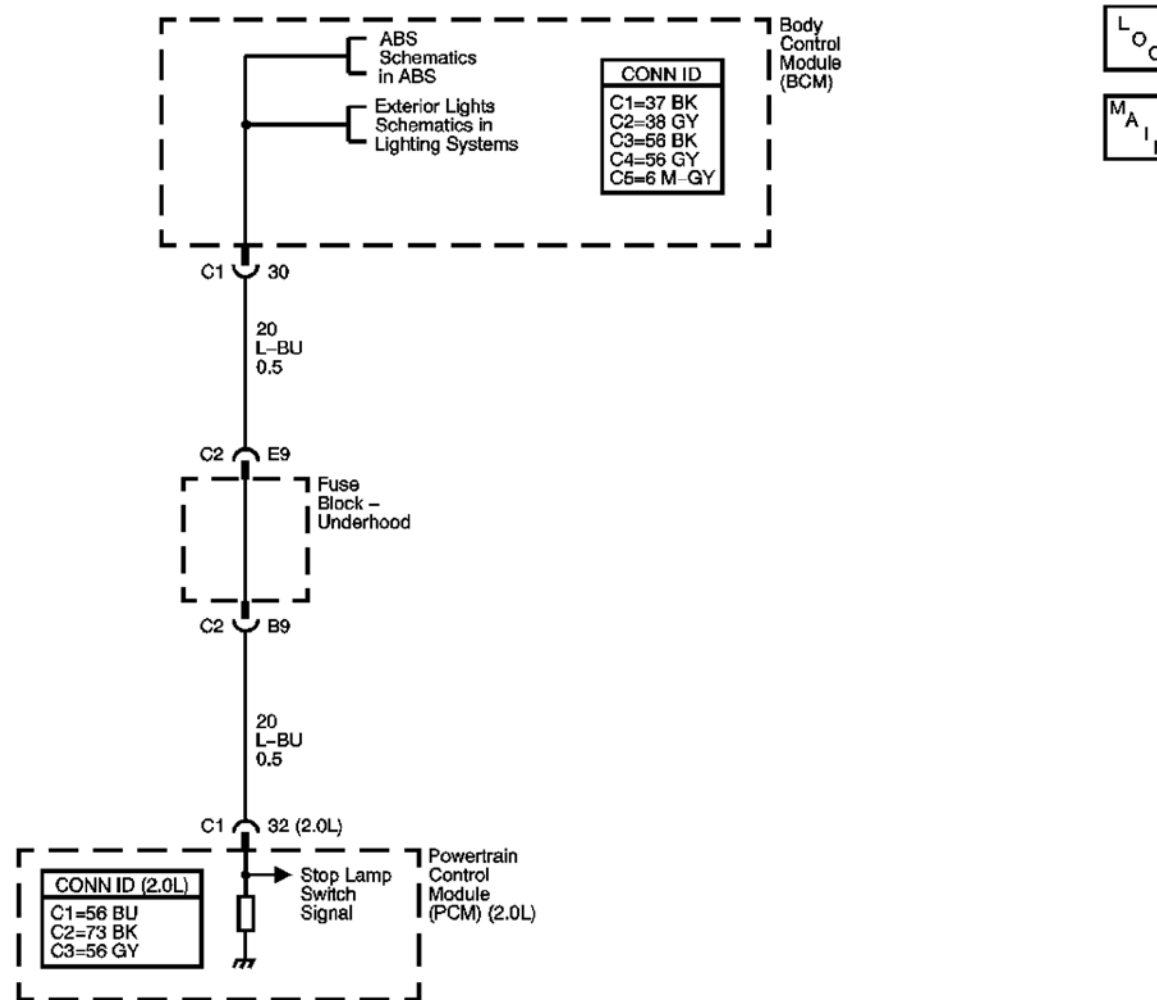 Body
Control
Module
(BCM)
ABS
Schematics
in ABS
Exterior Lights
Schematics in
Lighting Systems
CONN ID
C1=37 BK
C2=38 GY
C3=56 BK
C4=56 GY
C5=6 M-GY
C1 30
20
L-BU
0.5
C2 E9
Fuse
Block –
Underhood
C2 B9
20
L-BU
0.5
C1 32 (2.0L)
Powertrain
Control
Module
(PCM) (2.0L)
CONN ID (2.0L)
C1=56 BU
C2=73 BK
C3=56 GY
Stop Lamp
Switch
Signal